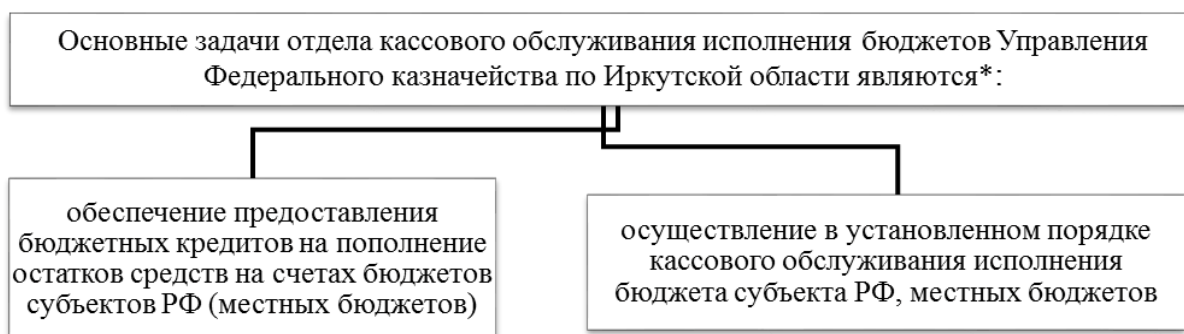 Основные задачи отдела кассового обслуживания исполнения бюджетов Управления
Федерального казначейства по Иркутской области являются*:
обеспечение предоставления
бюджетных кредитов на пополнение
остатков средств на счетах бюджетов
субъектов РФ (местных бюджетов)
осуществление в установленном порядке
кассового обслуживания исполнения
бюджета субъекта РФ, местных бюджетов